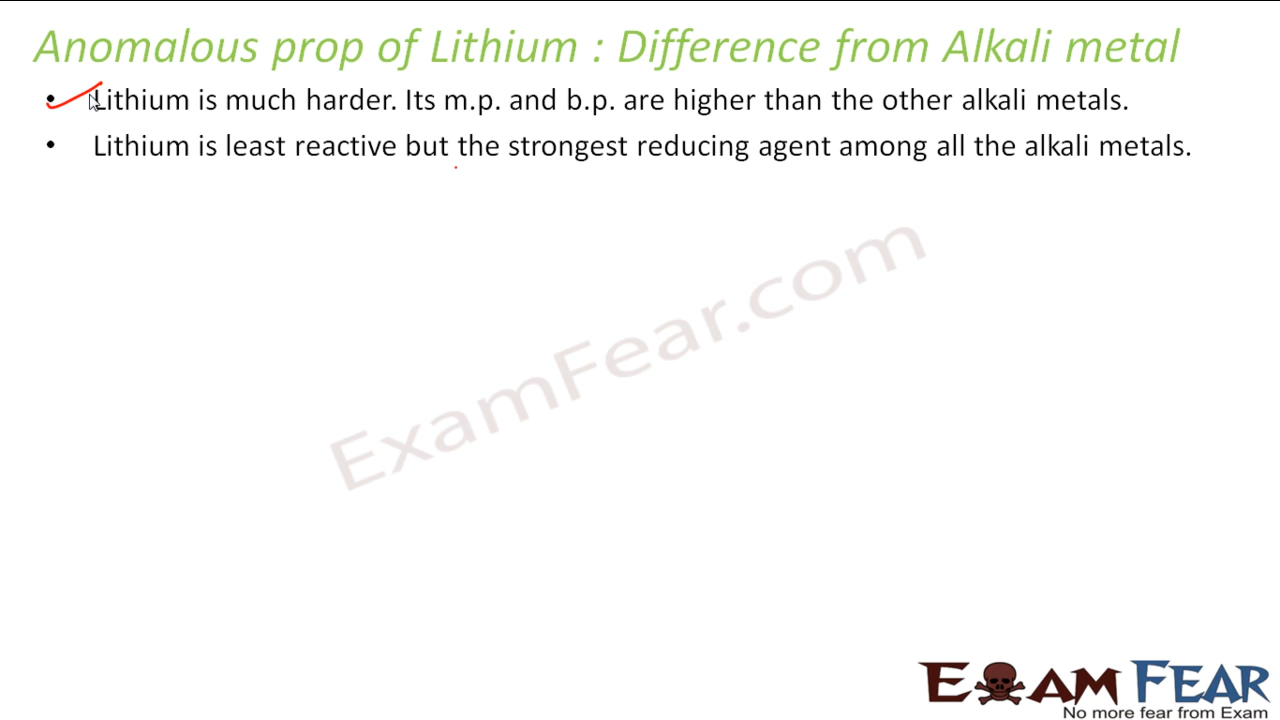 Anomalous prop of Lithium : Difference from Alkali metal
• Lithium is much harder. Its m.p. and b.p. are higher than the other alkali metals.
• Lithium is least reactive but the strongest reducing agent among all the alkali metals.
ExamFear.com
EXAM FEAR
No more fear from Exam